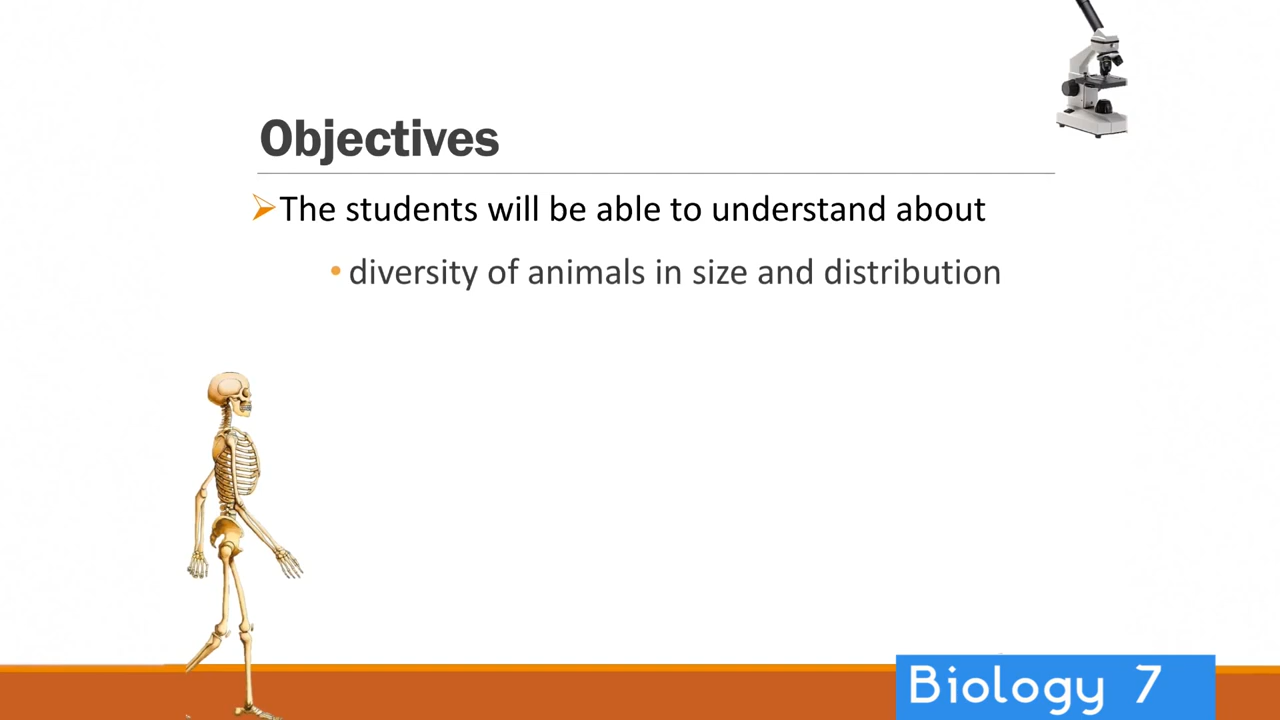 Objectives
The students will be able to understand about
• diversity of animals in size and distribution
Biology 7